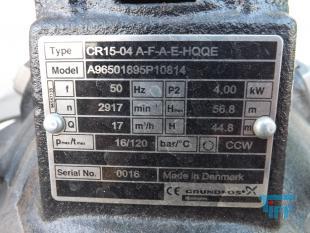 Type CR15-04 A-F-A-E-HQQE
Model A96501895P10814
f 50 Hz P2 4,00 kW
n 2917 min⁻¹ Hmax 56.8 m
Q 17 m³/h H 44.8 m
pmax/tmax 16/120 bar/°C CCW
Serial No. 0016 Made in Denmark
CE GRUNDFOS